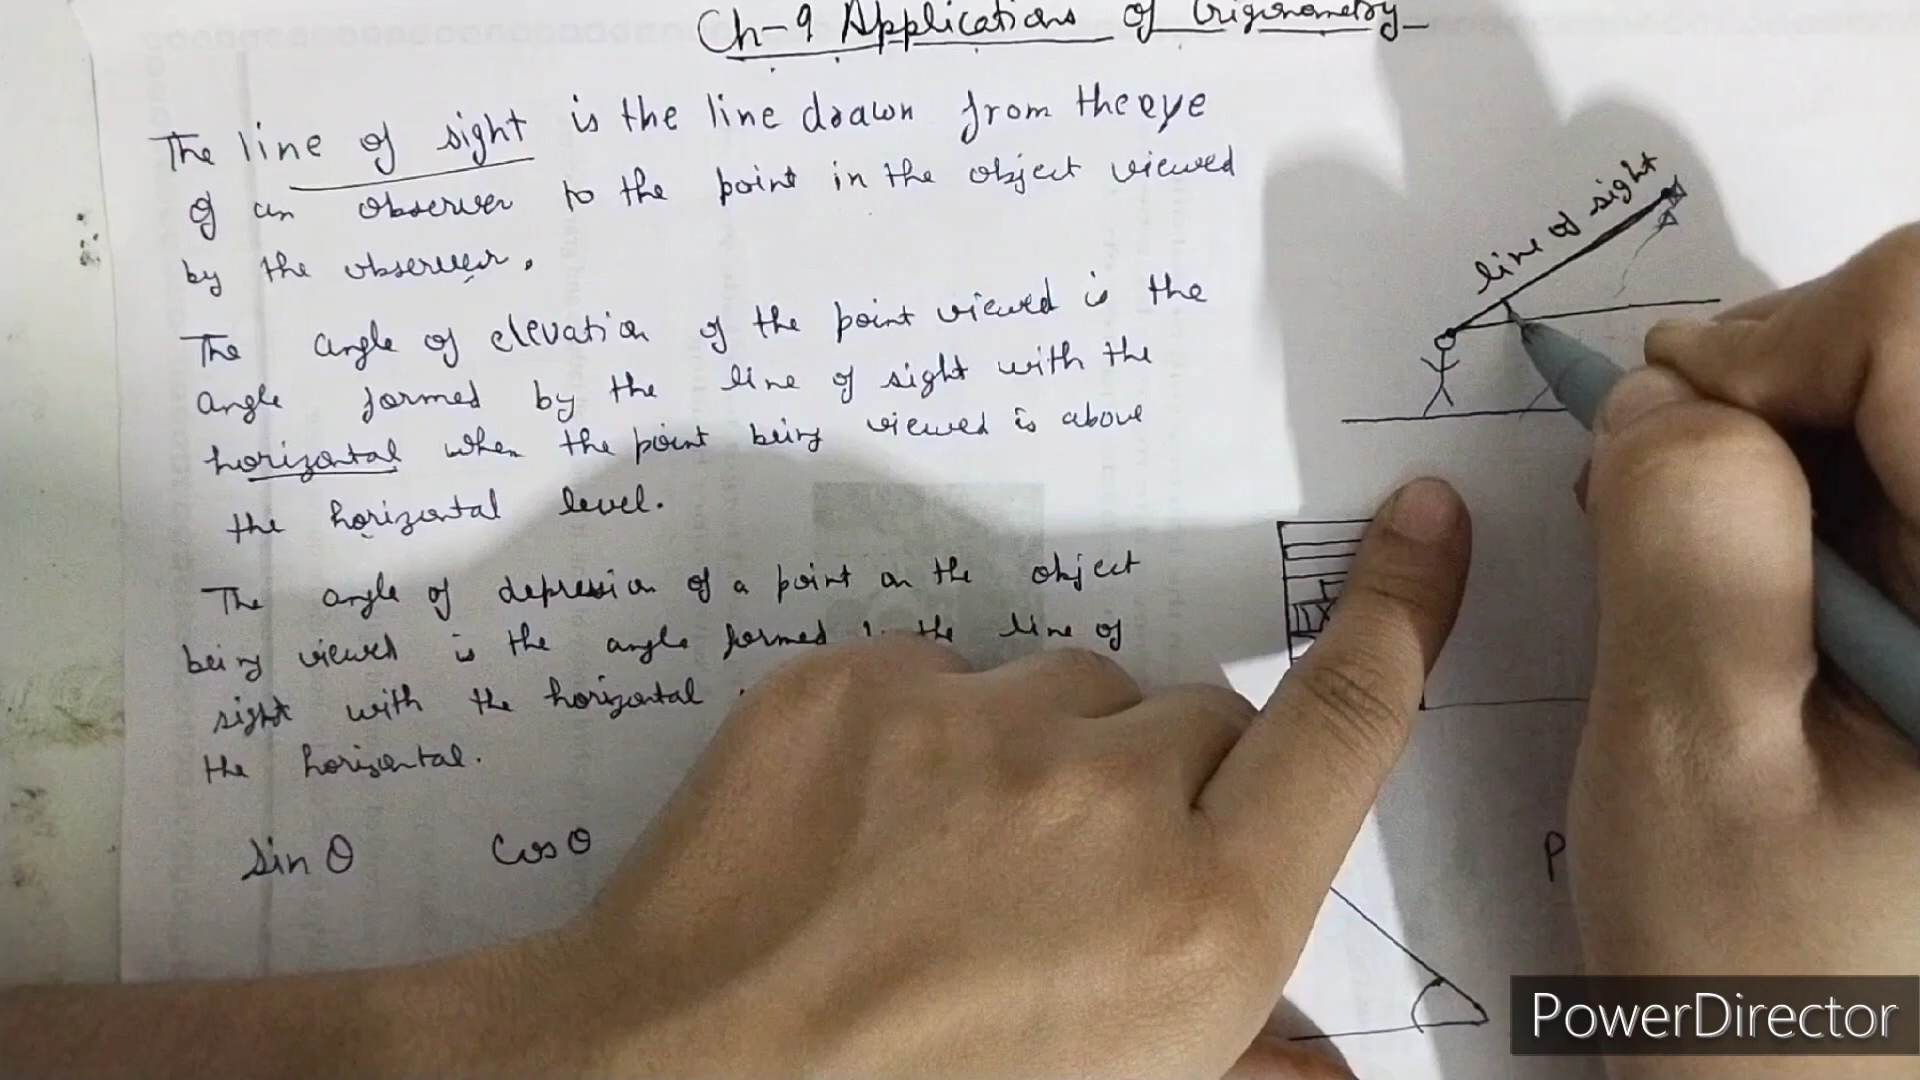 Ch-9 Applications of trigonometry
The line of sight is the line drawn from the eye
of an observer to the point in the object viewed
by the observer.
The angle of elevation of the point viewed is the
angle formed by the line of sight with the
horizontal when the point being viewed is above
the horizontal level.
The angle of depression of a point on the object
being viewed is the angle formed the line of
sight with the horizontal
the horizontal.
sin θ cos θ
line of sight
P
PowerDirector